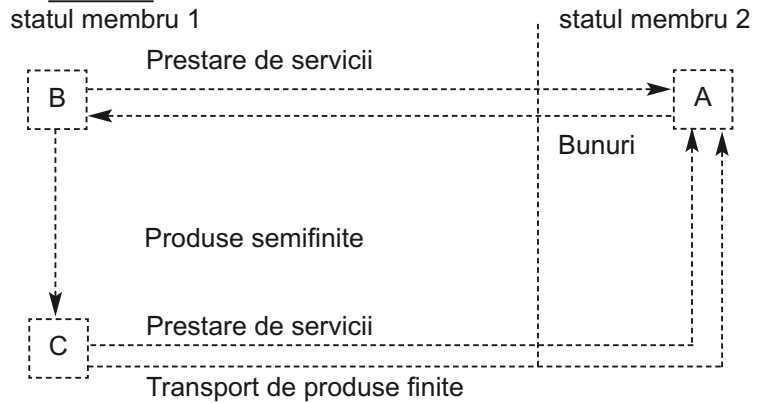 statul membru 1
statul membru 2
Prestare de servicii
B
A
Bunuri
Produse semifinite
Prestare de servicii
C
Transport de produse finite